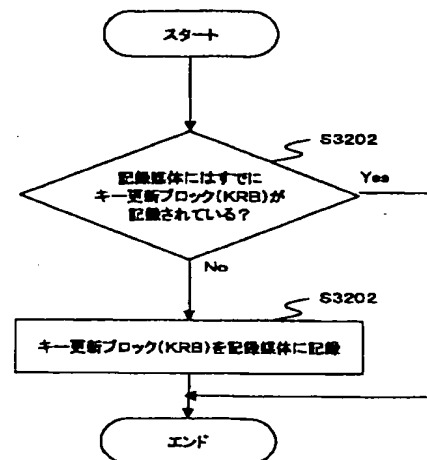 スタート
S3202
記録媒体にはすでに
キー更新ブロック(KRB)が
記録されている?
Yes
No
S3202
キー更新ブロック(KRB)を記録媒体に記録
エンド